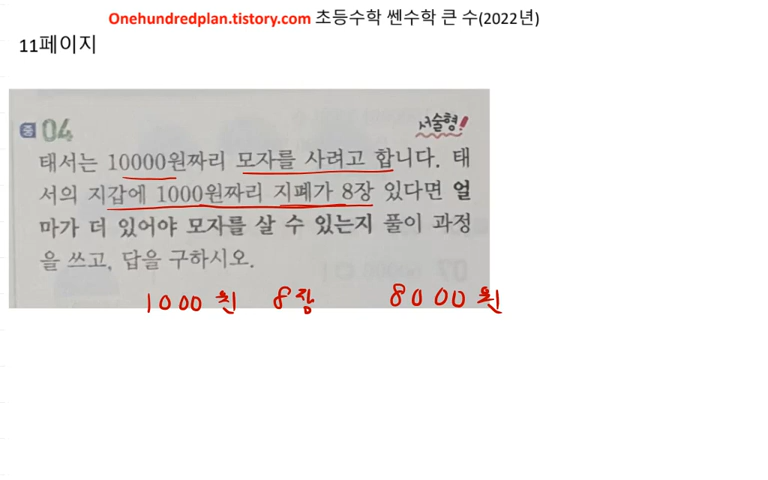 Onehundredplan.tistory.com 초등수학 쎈수학 큰 수(2022년)
11페이지
중 04 서술형!
태서는 10000원짜리 모자를 사려고 합니다. 태
서의 지갑에 1000원짜리 지폐가 8장 있다면 얼
마가 더 있어야 모자를 살 수 있는지 풀이 과정
을 쓰고, 답을 구하시오.
1000원 8장 8000원